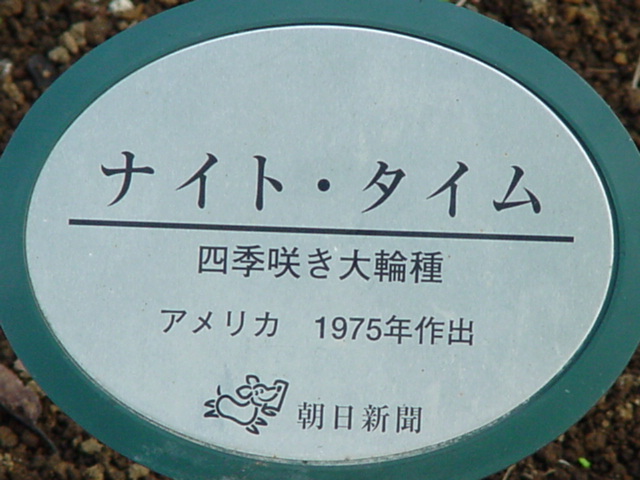 ナイト・タイム
四季咲き大輪種
アメリカ　1975年作出
朝日新聞